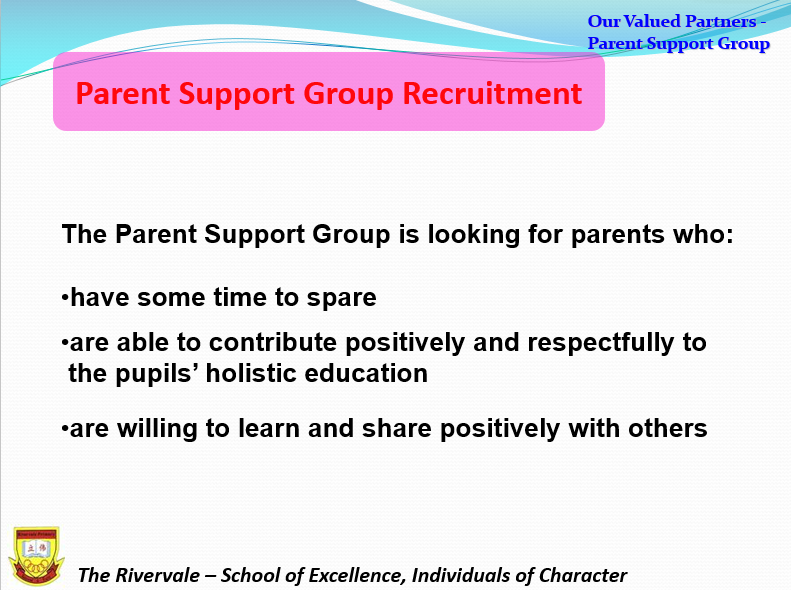 Our Valued Partners -
Parent Support Group
Parent Support Group Recruitment
The Parent Support Group is looking for parents who:
•have some time to spare
•are able to contribute positively and respectfully to
the pupils’ holistic education
•are willing to learn and share positively with others
The Rivervale – School of Excellence, Individuals of Character